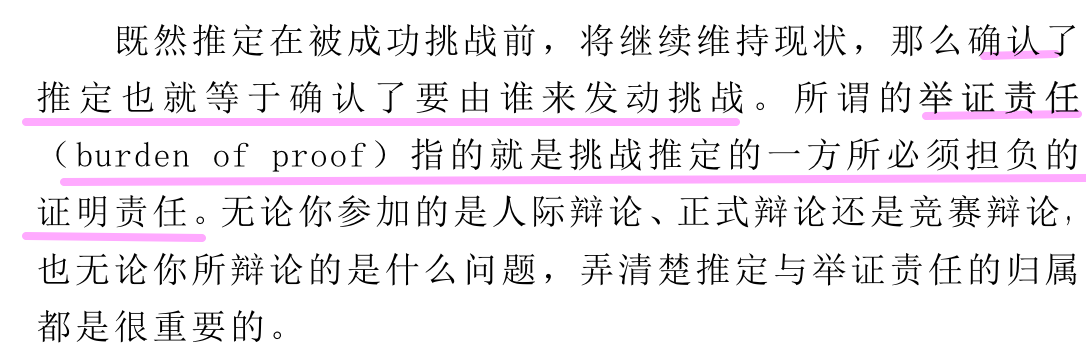 既然推定在被成功挑战前，将继续维持现状，那么确认了
推定也就等于确认了要由谁来发动挑战。所谓的举证责任
（burden of proof）指的就是挑战推定的一方所必须担负的
证明责任。无论你参加的是人际辩论、正式辩论还是竞赛辩论，
也无论你所辩论的是什么问题，弄清楚推定与举证责任的归属
都是很重要的。